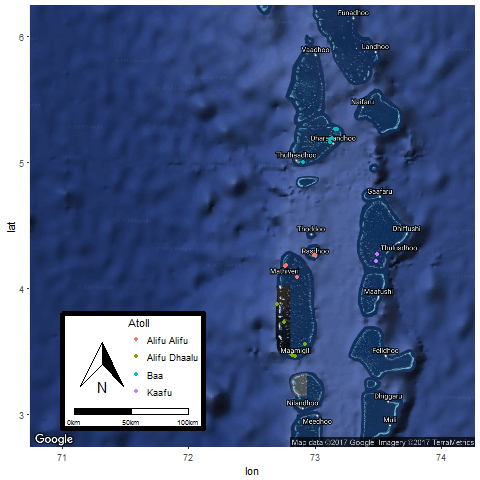 Funadhoo
6
Landhoo
Vaadhoo
Naifaru
Dharavandhoo
Thulhaadhoo
5
Gaafaru
Thoddoo
Dhiffushi
Rasdhoo
Thulusdhoo
Mathiveri
lat
4
Maafushi
Atoll
Alifu Alifu
Alifu Dhaalu
Baa
Kaafu
N
0km 50km 100km
Maamigili
Felidhoo
Nilandhoo
Dhiggaru
3
Meedhoo
Muli
Google
Map data ©2017 Google Imagery ©2017 TerraMetrics
71 72 73 74
lon